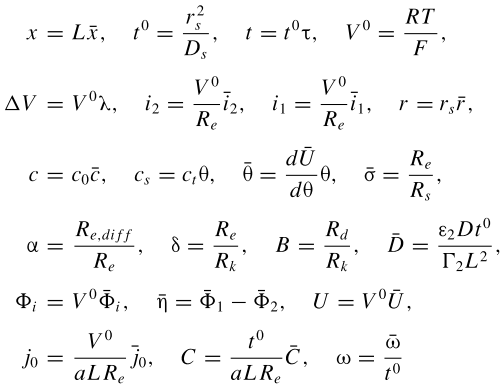 x = L x̄,   t⁰ = r_s² / D_s,   t = t⁰τ,   V⁰ = RT / F,
ΔV = V⁰λ,   i₂ = (V⁰ / R_e) ī₂,   i₁ = (V⁰ / R_e) ī₁,   r = r_s r̄,
c = c₀c̄,   c_s = c_t θ,   θ̄ = (dŪ / dθ) θ,   σ̄ = R_e / R_s,
α = R_{e,diff} / R_e,   δ = R_e / R_k,   B = R_d / R_k,   D̄ = ε₂Dt⁰ / Γ₂L²,
Φ_i = V⁰Φ̄_i,   η̄ = Φ̄₁ − Φ̄₂,   U = V⁰Ū,
j₀ = (V⁰ / aLR_e) j̄₀,   C = (t⁰ / aLR_e) C̄,   ω = ω̄ / t⁰